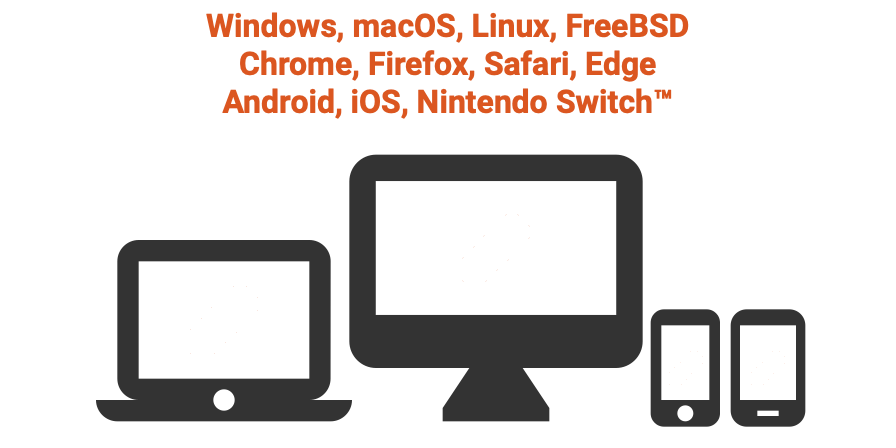 Windows, macOS, Linux, FreeBSD
Chrome, Firefox, Safari, Edge
Android, iOS, Nintendo Switch™